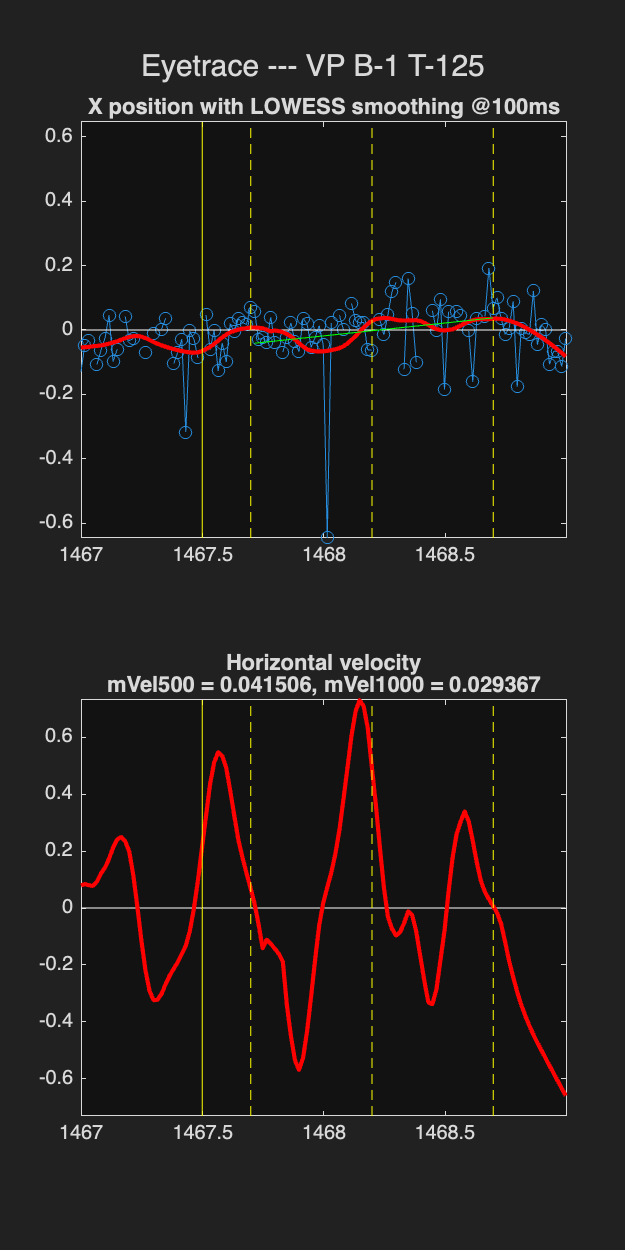 Eyetrace --- VP B-1 T-125
X position with LOWESS smoothing @100ms
0.6
0.4
0.2
0
-0.2
-0.4
-0.6
1467 1467.5 1468 1468.5
Horizontal velocity
mVel500 = 0.041506, mVel1000 = 0.029367
0.6
0.4
0.2
0
-0.2
-0.4
-0.6
1467 1467.5 1468 1468.5